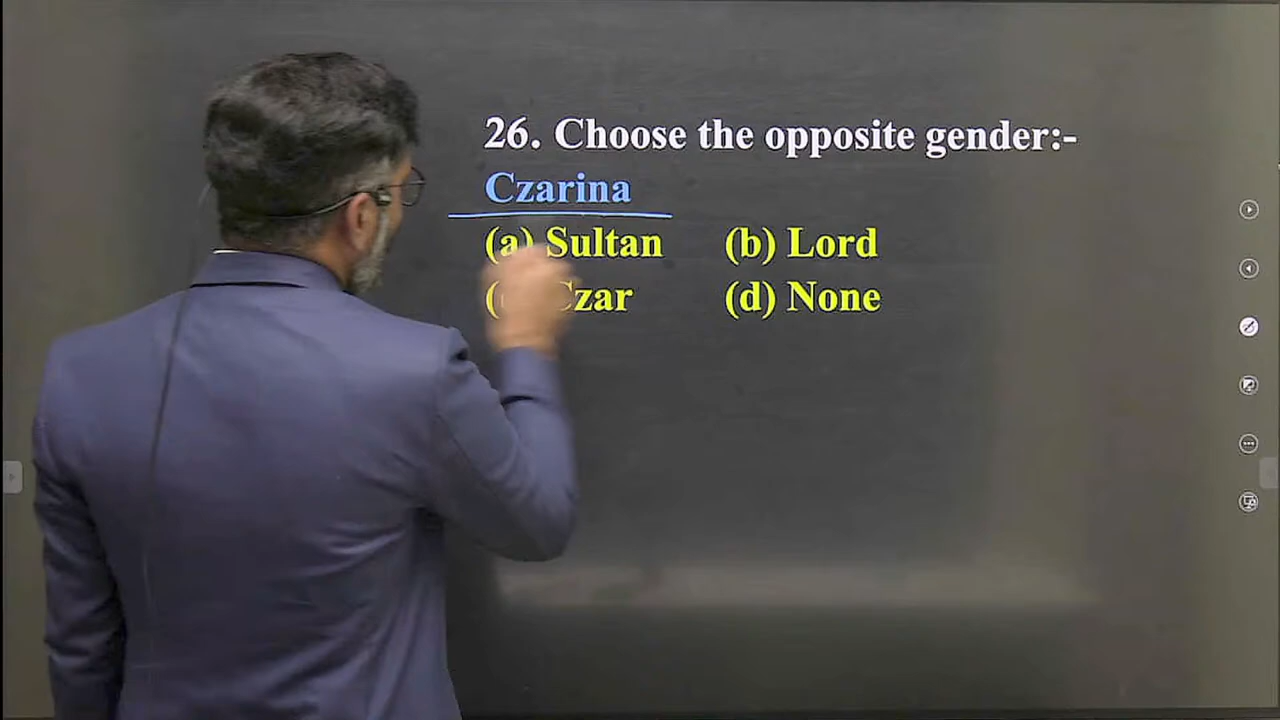 26. Choose the opposite gender:-
Czarina
(a) Sultan (b) Lord
Czar (d) None